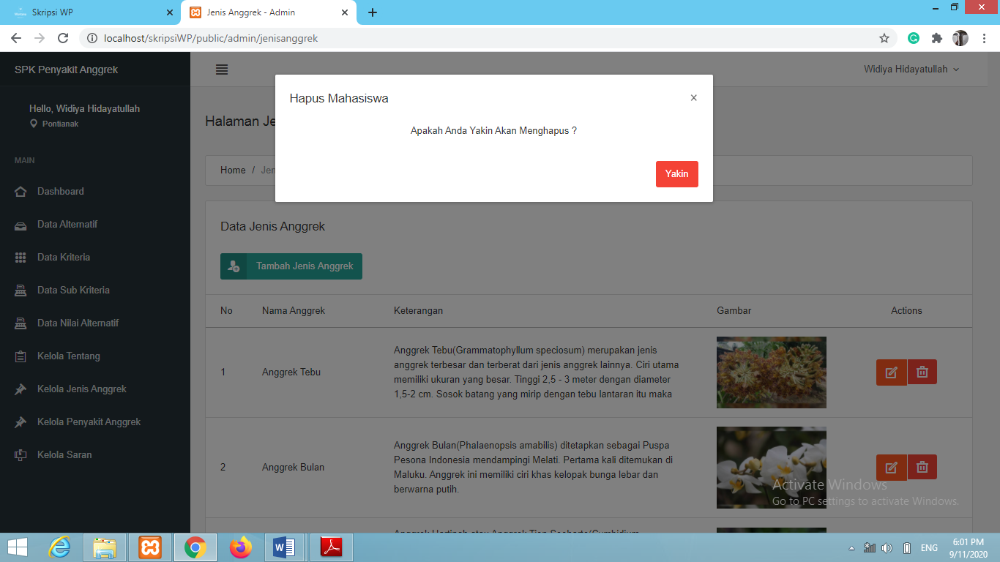 Skripsi WP
Jenis Anggrek - Admin
localhost/skripsiWP/public/admin/jenisanggrek
SPK Penyakit Anggrek
Widiya Hidayatullah
Hello, Widiya Hidayatullah
Pontianak
MAIN
Dashboard
Data Alternatif
Data Kriteria
Data Sub Kriteria
Data Nilai Alternatif
Kelola Tentang
Kelola Jenis Anggrek
Kelola Penyakit Anggrek
Kelola Saran
Hapus Mahasiswa
×
Apakah Anda Yakin Akan Menghapus ?
Yakin
Halaman Je
Home / Jen
Data Jenis Anggrek
Tambah Jenis Anggrek
No Nama Anggrek Keterangan Gambar Actions
1 Anggrek Tebu
Anggrek Tebu(Grammatophyllum speciosum) merupakan jenis
anggrek terbesar dan terberat dari jenis anggrek lainnya. Ciri utama
memiliki ukuran yang besar. Tinggi 2,5 - 3 meter dengan diameter
1,5-2 cm. Sosok batang yang mirip dengan tebu lantaran itu maka
2 Anggrek Bulan
Anggrek Bulan(Phalaenopsis amabilis) ditetapkan sebagai Puspa
Pesona Indonesia mendampingi Melati. Pertama kali ditemukan di
Maluku. Anggrek ini memiliki ciri khas kelopak bunga lebar dan
berwarna putih.
Activate Windows
Go to PC settings to activate Windows.
ENG
6:01 PM
9/11/2020